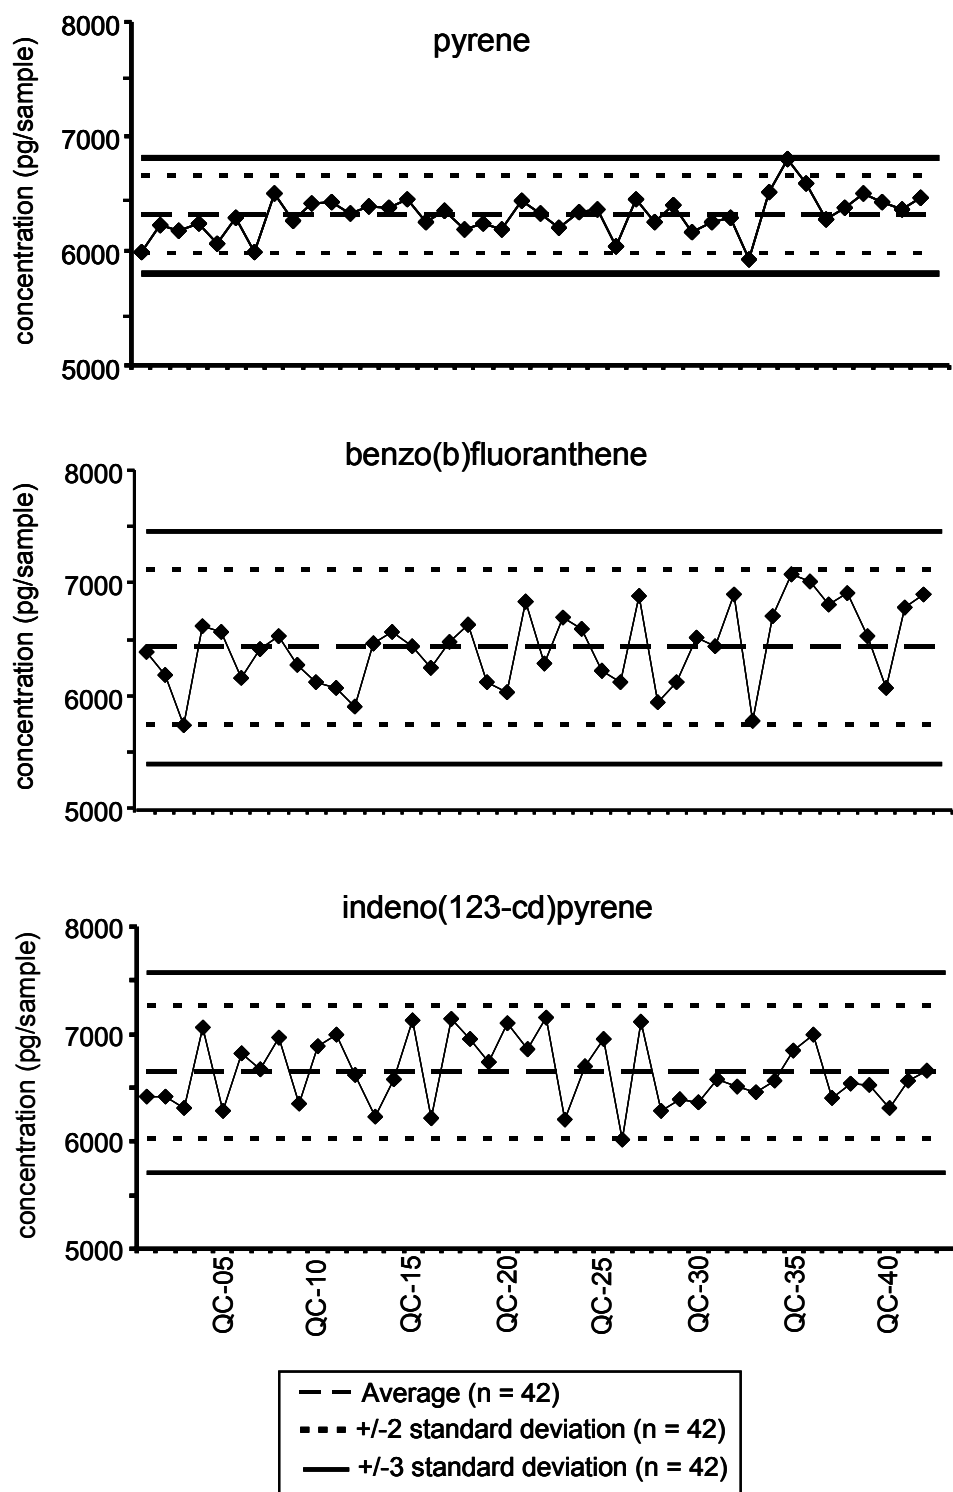 pyrene
concentration (pg/sample)
8000
7000
6000
5000
benzo(b)fluoranthene
concentration (pg/sample)
8000
7000
6000
5000
indeno(123-cd)pyrene
concentration (pg/sample)
8000
7000
6000
5000
QC-05
QC-10
QC-15
QC-20
QC-25
QC-30
QC-35
QC-40
Average (n = 42)
+/-2 standard deviation (n = 42)
+/-3 standard deviation (n = 42)